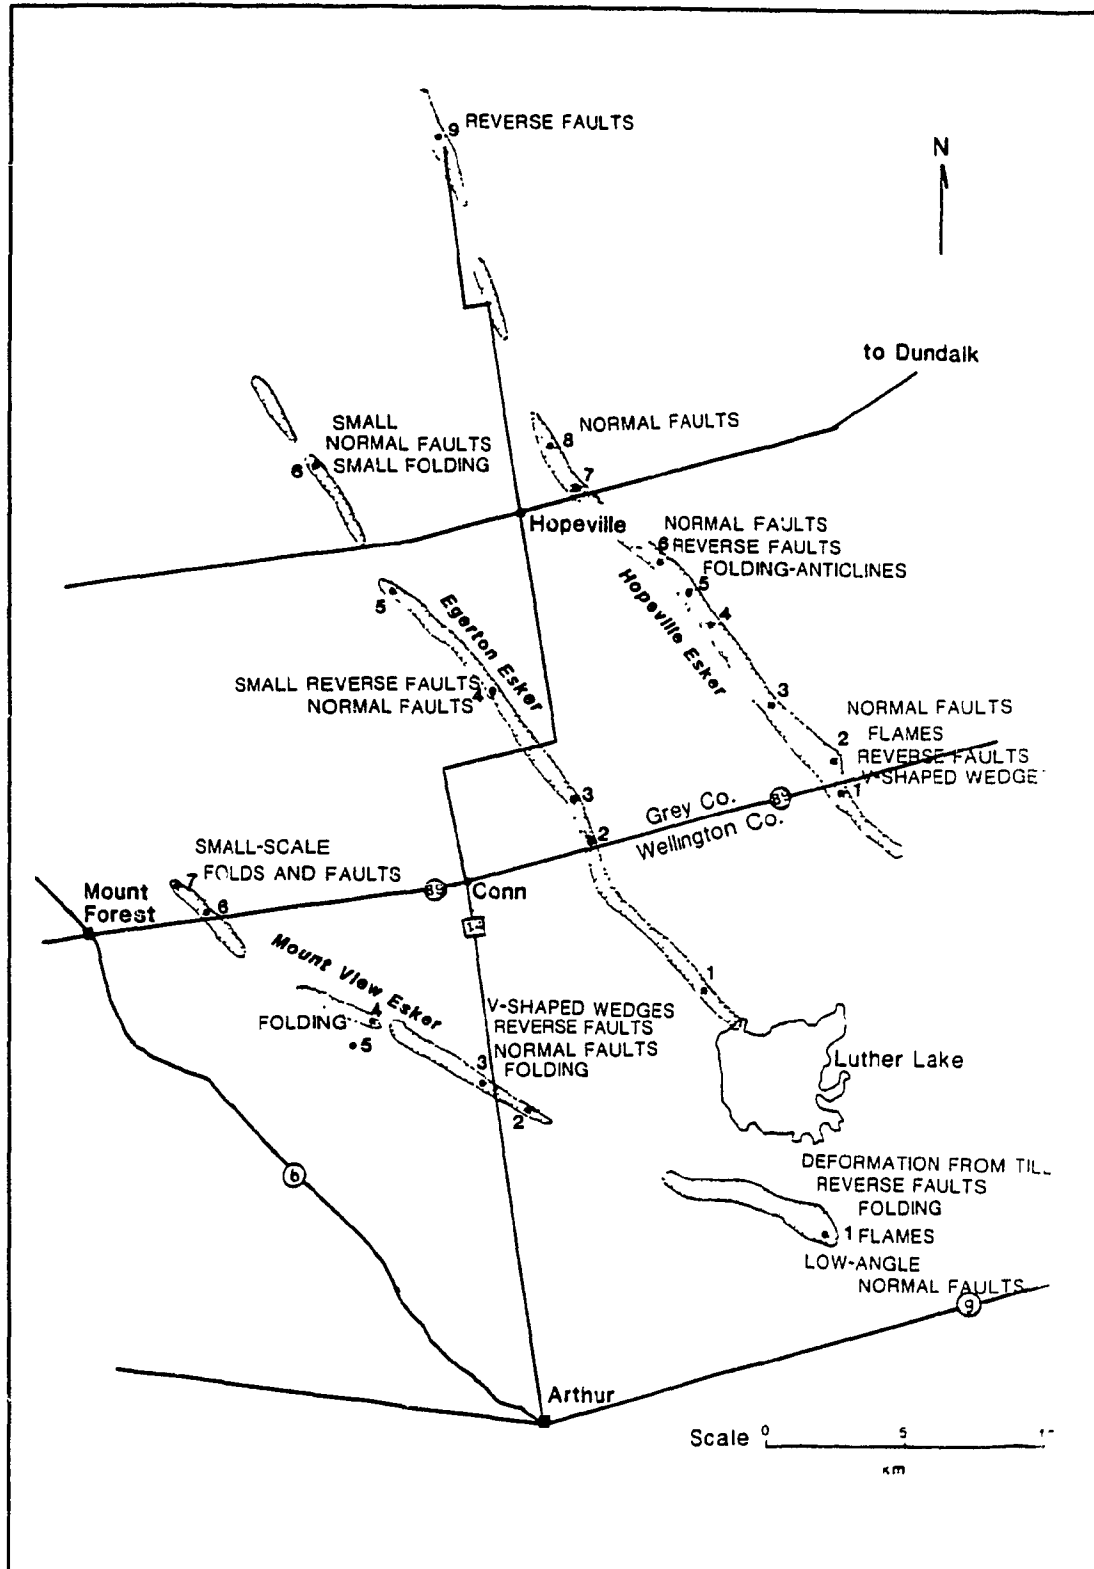 9 REVERSE FAULTS
N
to Dundalk
SMALL
NORMAL FAULTS
6 SMALL FOLDING
NORMAL FAULTS
8
7
Hopeville
NORMAL FAULTS
6 REVERSE FAULTS
FOLDING-ANTICLINES
5
4
Hopeville Esker
3
5
Egerton Esker
SMALL REVERSE FAULTS
4
NORMAL FAULTS
NORMAL FAULTS
FLAMES
2
REVERSE FAULTS
V-SHAPED WEDGE
1
3
Grey Co.
89
Wellington Co.
2
SMALL-SCALE
7 FOLDS AND FAULTS
6
Mount
Forest
89
Conn
Mount View Esker
1
V-SHAPED WEDGES
REVERSE FAULTS
NORMAL FAULTS
FOLDING
FOLDING
4
5
3
2
Luther Lake
DEFORMATION FROM TILL
REVERSE FAULTS
FOLDING
1 FLAMES
LOW-ANGLE
NORMAL FAULTS
6
9
Arthur
Scale 0 5
km